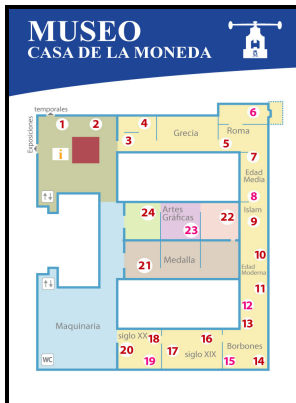 MUSEO
CASA DE LA MONEDA
temporales
Exposiciones
1
2
3
4
Grecia
5
Roma
6
i
7
Edad
Media
8
Islam
9
24
Artes
Gráficas
23
22
10
Edad
Moderna
21
Medalla
11
12
13
Maquinaria
siglo XX
18
16
Borbones
20
19
17
siglo XIX
15
14
WC